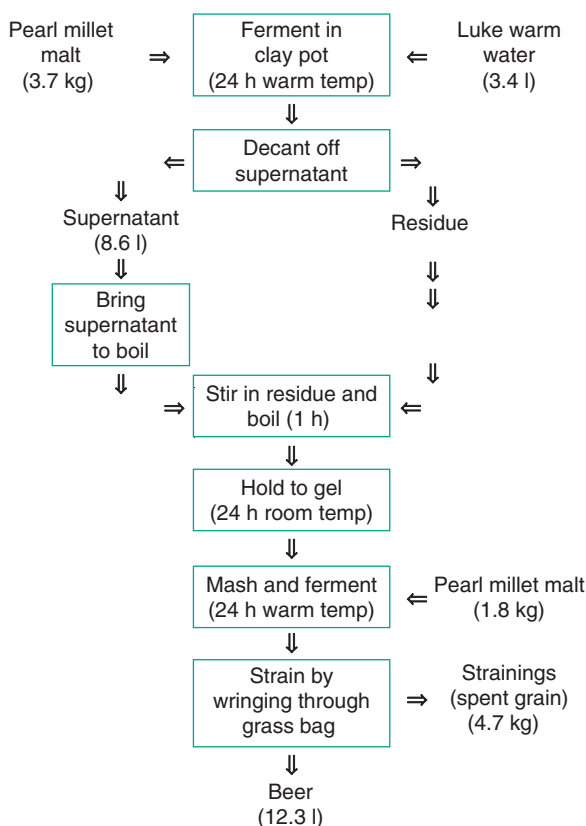 Pearl millet
malt
(3.7 kg)
⇒
Ferment in
clay pot
(24 h warm temp)
⇐
Luke warm
water
(3.4 l)
⇓
⇐
Decant off
supernatant
⇒
⇓
⇓
Supernatant
(8.6 l)
Residue
⇓
⇓
⇓
Bring
supernatant
to boil
⇓
⇓
⇒
Stir in residue and
boil (1 h)
⇐
⇓
Hold to gel
(24 h room temp)
⇓
Mash and ferment
(24 h warm temp)
⇐
Pearl millet malt
(1.8 kg)
⇓
Strain by
wringing through
grass bag
⇒
Strainings
(spent grain)
(4.7 kg)
⇓
Beer
(12.3 l)